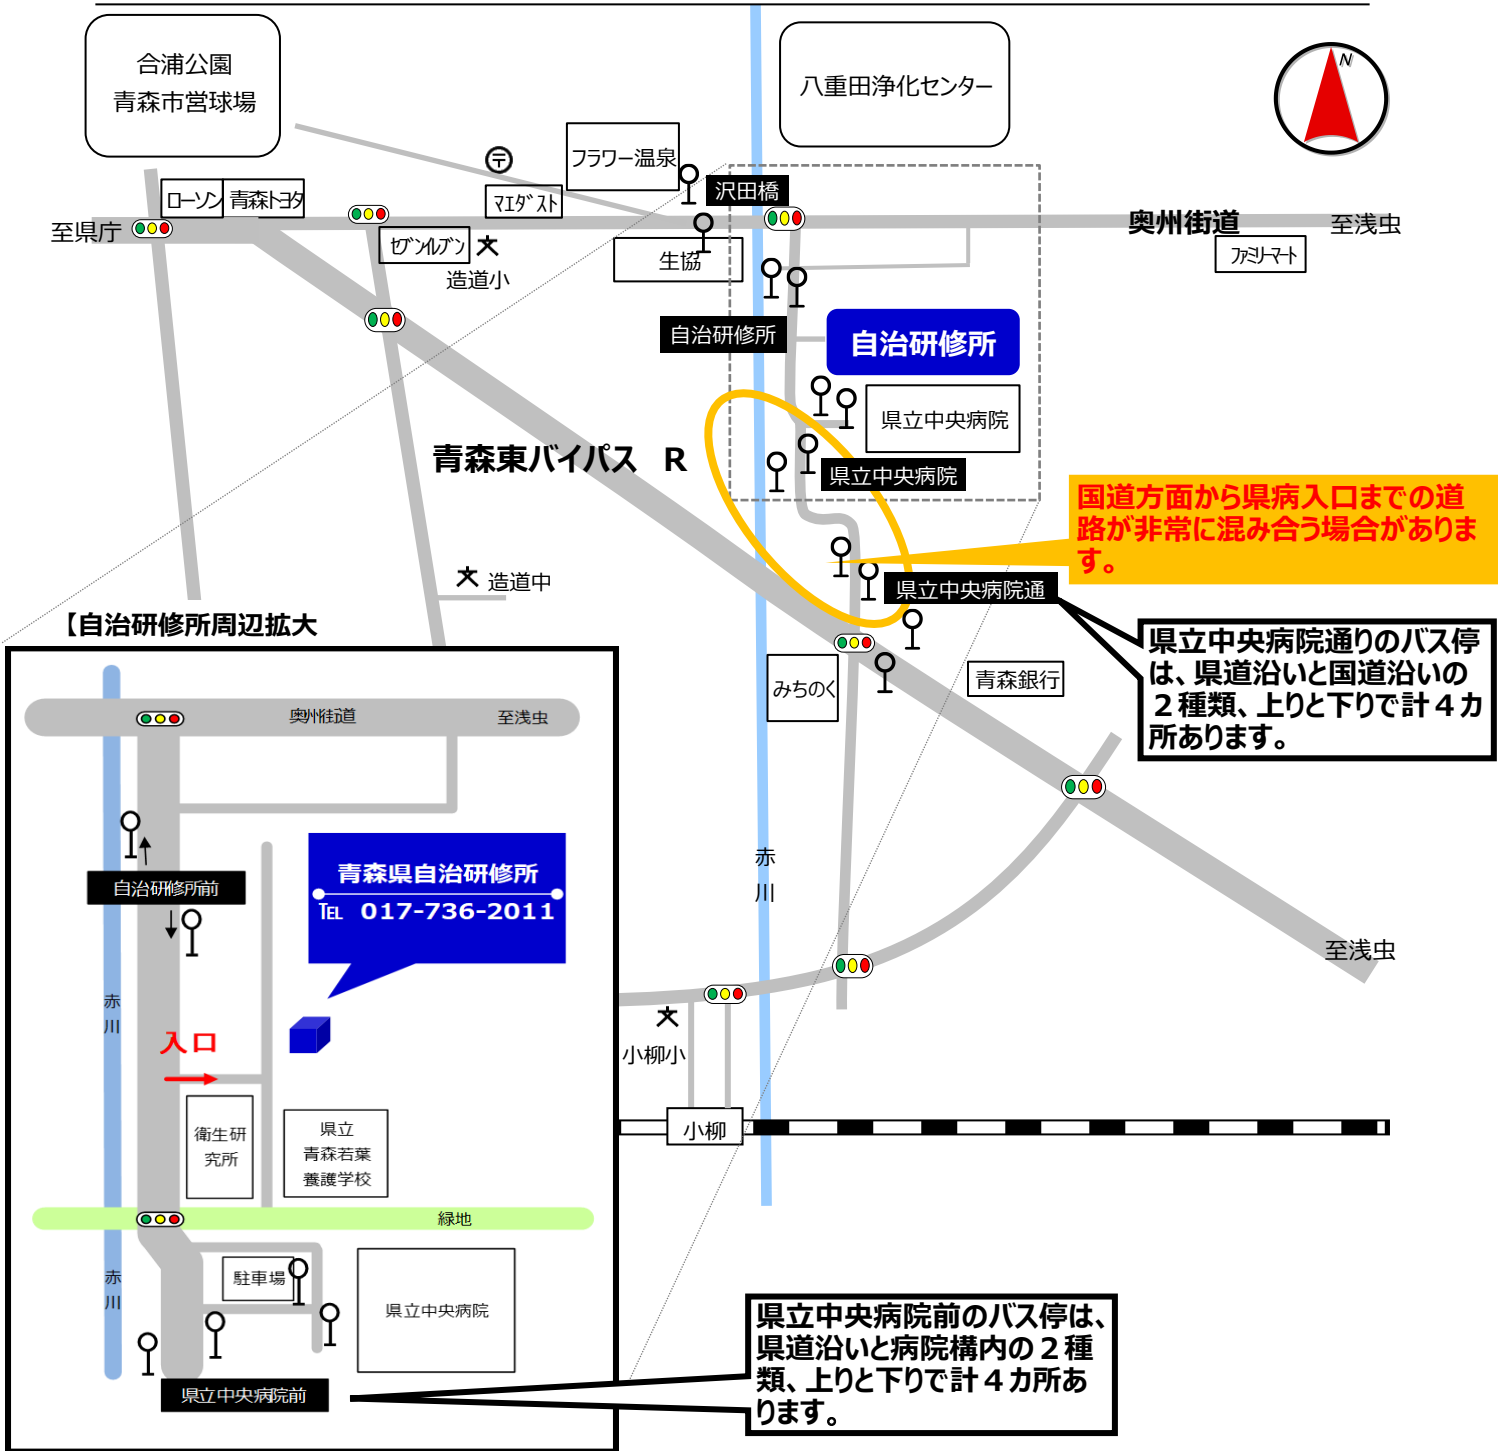 合浦公園
青森市営球場
八重田浄化センター
N
フラワー温泉
〒
ローソン
青森トヨタ
マエダスト
沢田橋
至県庁
奥州街道
至浅虫
セブンイレブン
文
造道小
生協
ファミリーマート
自治研修所
自治研修所
県立中央病院
青森東バイパス R
県立中央病院
国道方面から県病入口までの道
路が非常に混み合う場合がありま
す。
文
造道中
県立中央病院通
【自治研修所周辺拡大
県立中央病院通りのバス停
は、県道沿いと国道沿いの
２種類、上りと下りで計４カ
所あります。
みちのく
青森銀行
奥州街道
至浅虫
赤
川
青森県自治研修所
TEL 017-736-2011
自治研修所前
至浅虫
赤
川
入口
文
小柳小
小柳
衛生研
究所
県立
青森若葉
養護学校
緑地
赤
川
駐車場
県立中央病院
県立中央病院前
県立中央病院前のバス停は、
県道沿いと病院構内の２種
類、上りと下りで計４カ所あ
ります。